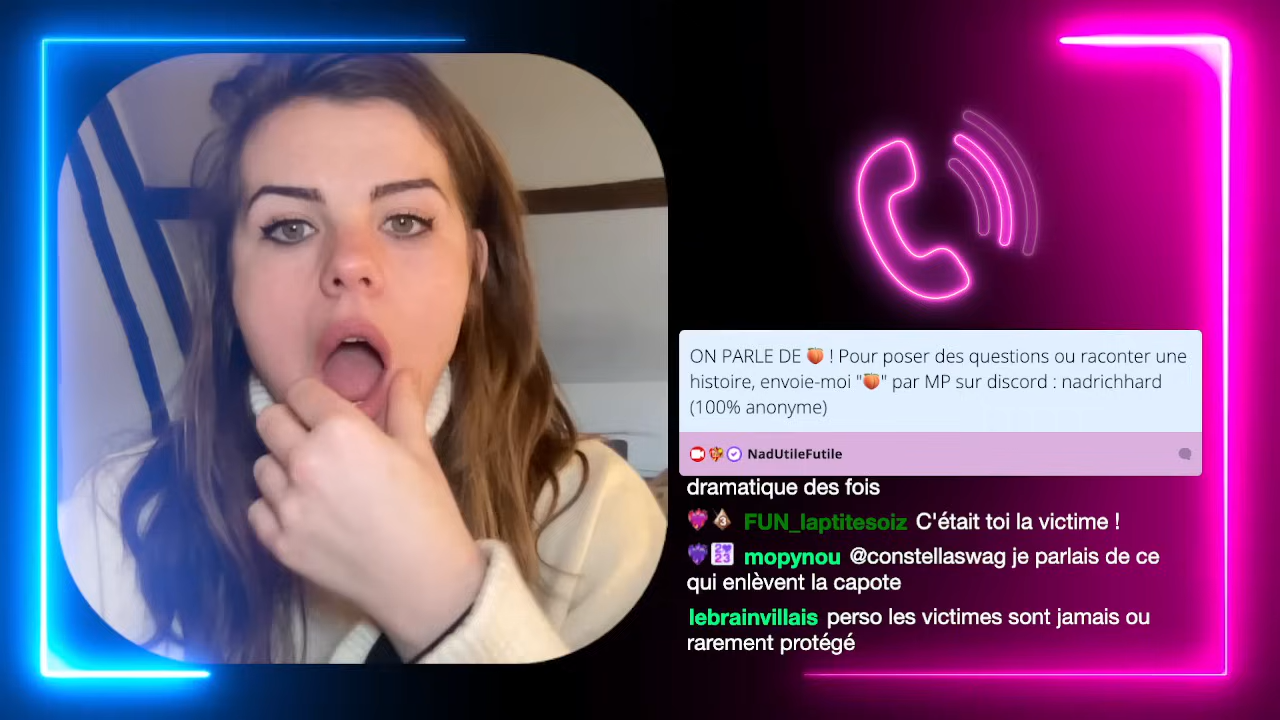 ON PARLE DE 🍑 ! Pour poser des questions ou raconter une
histoire, envoie-moi "🍑" par MP sur discord : nadrichhard
(100% anonyme)
NadUtileFutile
dramatique des fois
3 FUN_laptitesoiz C'était toi la victime !
mopynou @constellaswag je parlais de ce
qui enlèvent la capote
lebrainvillais perso les victimes sont jamais ou
rarement protégé